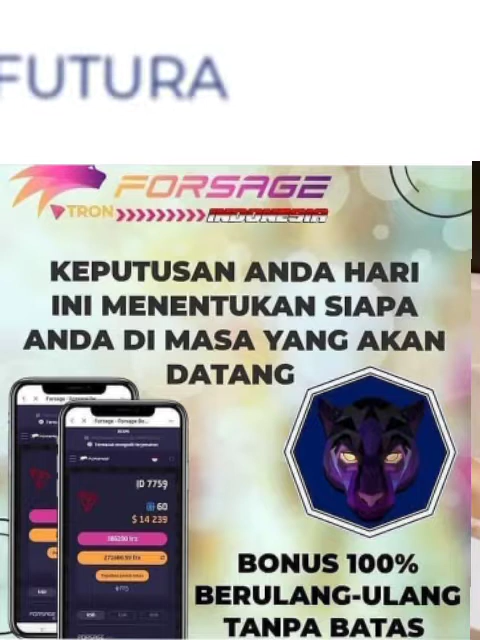 FUTURA
FORSAGE
TRON INDONESIA
KEPUTUSAN ANDA HARI
INI MENENTUKAN SIAPA
ANDA DI MASA YANG AKAN
DATANG
ID 7759
60
$ 14 239
BONUS 100%
BERULANG-ULANG
TANPA BATAS